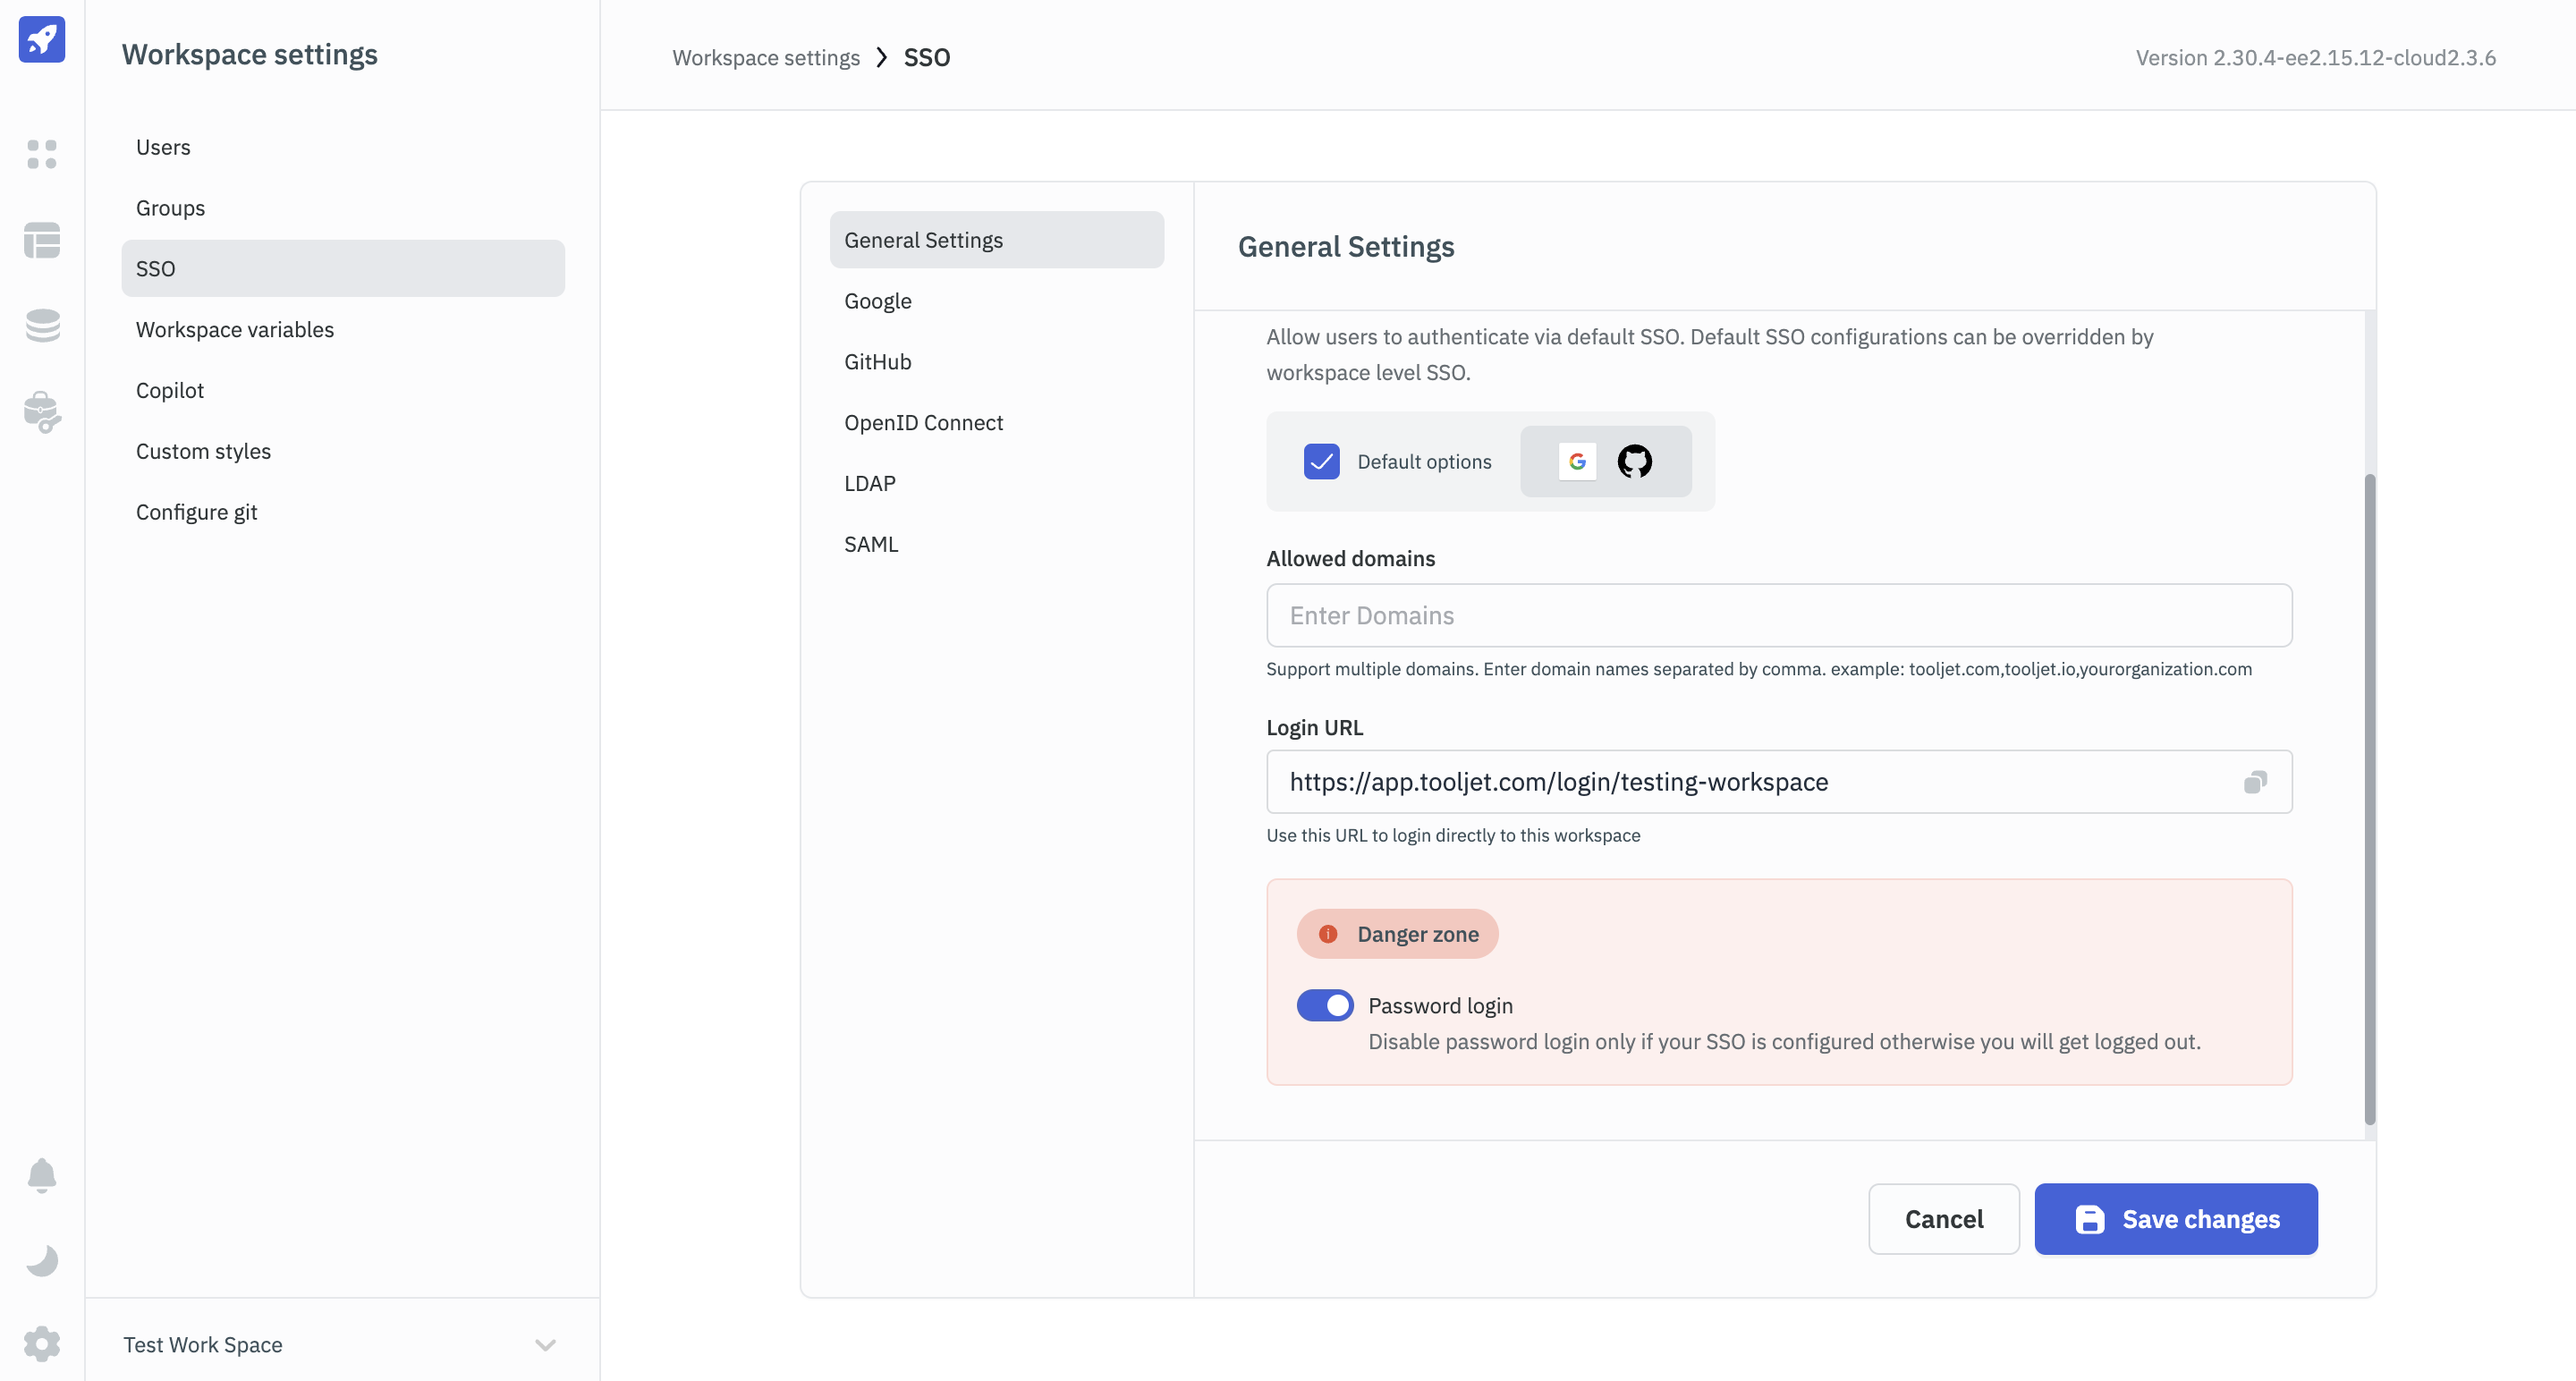 Workspace settings
Users
Groups
SSO
Workspace variables
Copilot
Custom styles
Configure git
Test Work Space
Workspace settings
SSO
Version 2.30.4-ee2.15.12-cloud2.3.6
General Settings
Google
GitHub
OpenID Connect
LDAP
SAML
General Settings
Allow users to authenticate via default SSO. Default SSO configurations can be overridden by
workspace level SSO.
Default options
Allowed domains
Enter Domains
Support multiple domains. Enter domain names separated by comma. example: tooljet.com,tooljet.io,yourorganization.com
Login URL
https://app.tooljet.com/login/testing-workspace
Use this URL to login directly to this workspace
Danger zone
Password login
Disable password login only if your SSO is configured otherwise you will get logged out.
Cancel
Save changes